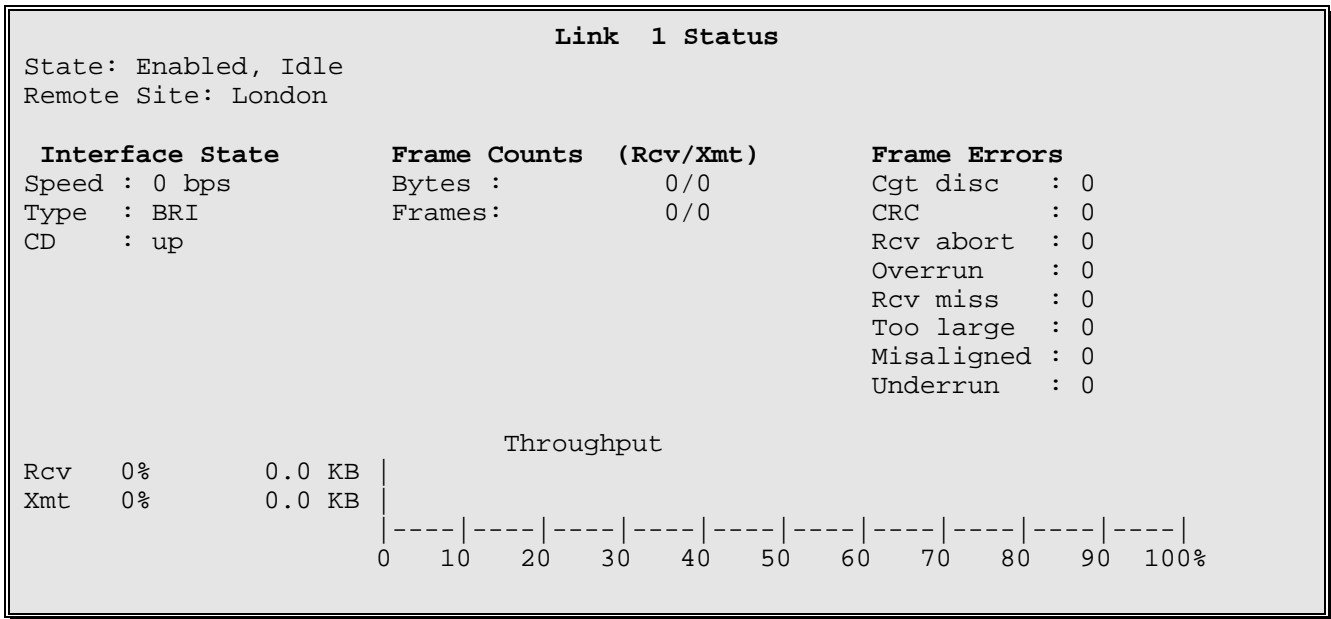 Link  1 Status
State: Enabled, Idle
Remote Site: London
Interface State       Frame Counts  (Rcv/Xmt)       Frame Errors
Speed : 0 bps         Bytes :          0/0          Cgt disc   : 0
Type  : BRI           Frames:          0/0          CRC        : 0
CD    : up                                          Rcv abort  : 0
Overrun    : 0
Rcv miss   : 0
Too large  : 0
Misaligned : 0
Underrun   : 0
Throughput
Rcv   0%       0.0 KB |
Xmt   0%       0.0 KB |
|----|----|----|----|----|----|----|----|----|----|
0   10   20   30   40   50   60   70   80   90  100%